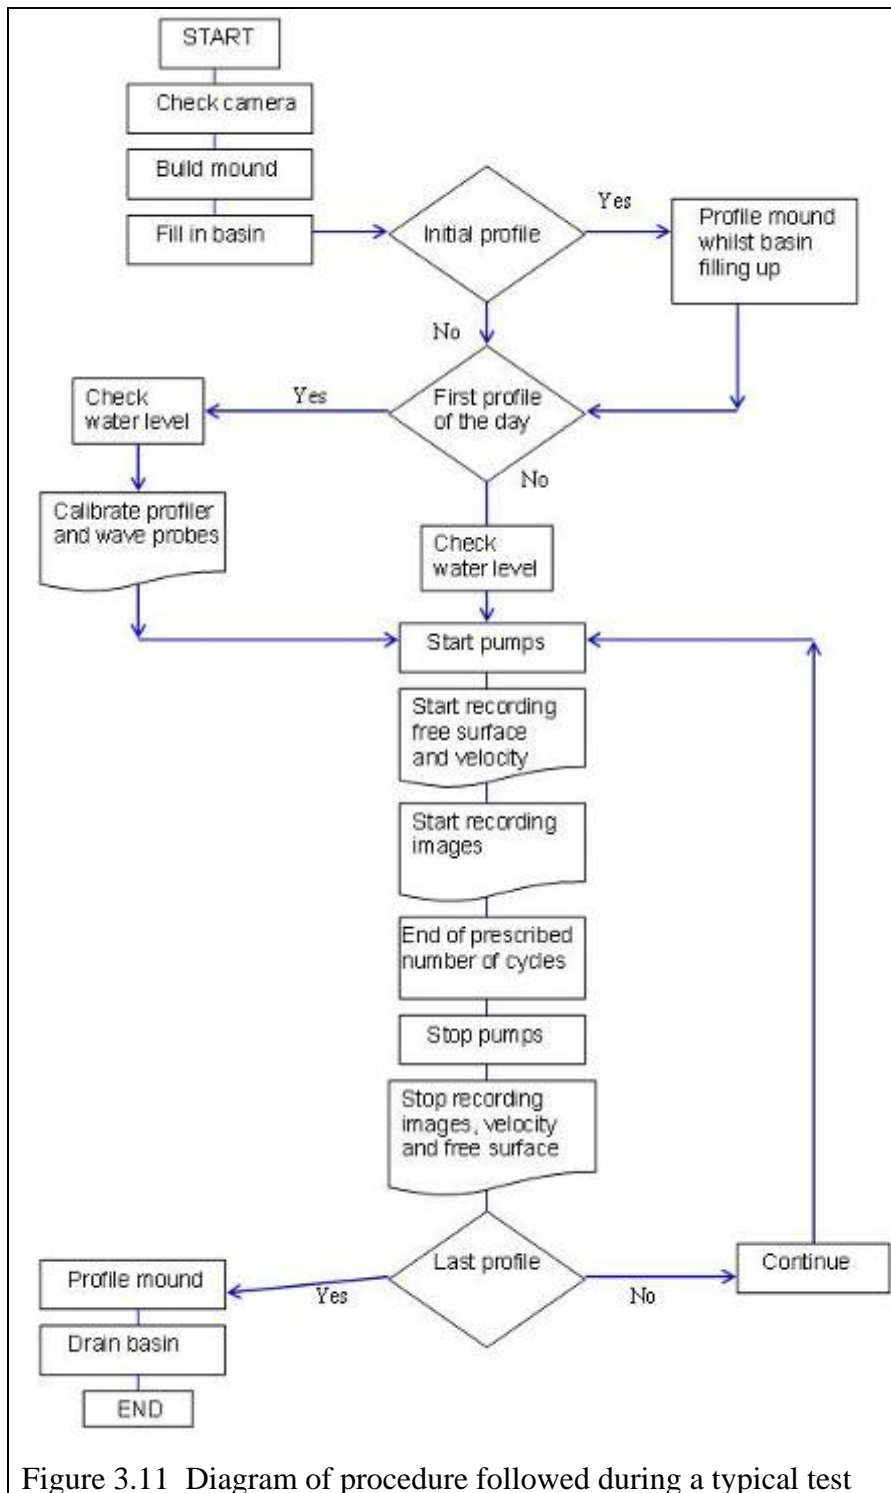 START
Check camera
Build mound
Fill in basin
Initial profile
Yes
Profile mound
whilst basin
filling up
No
First profile
of the day
Yes
Check
water level
Calibrate profiler
and wave probes
No
Check
water level
Start pumps
Start recording
free surface
and velocity
Start recording
images
End of prescribed
number of cycles
Stop pumps
Stop recording
images, velocity
and free surface
Last profile
Yes
Profile mound
Drain basin
END
No
Continue
Figure 3.11 Diagram of procedure followed during a typical test